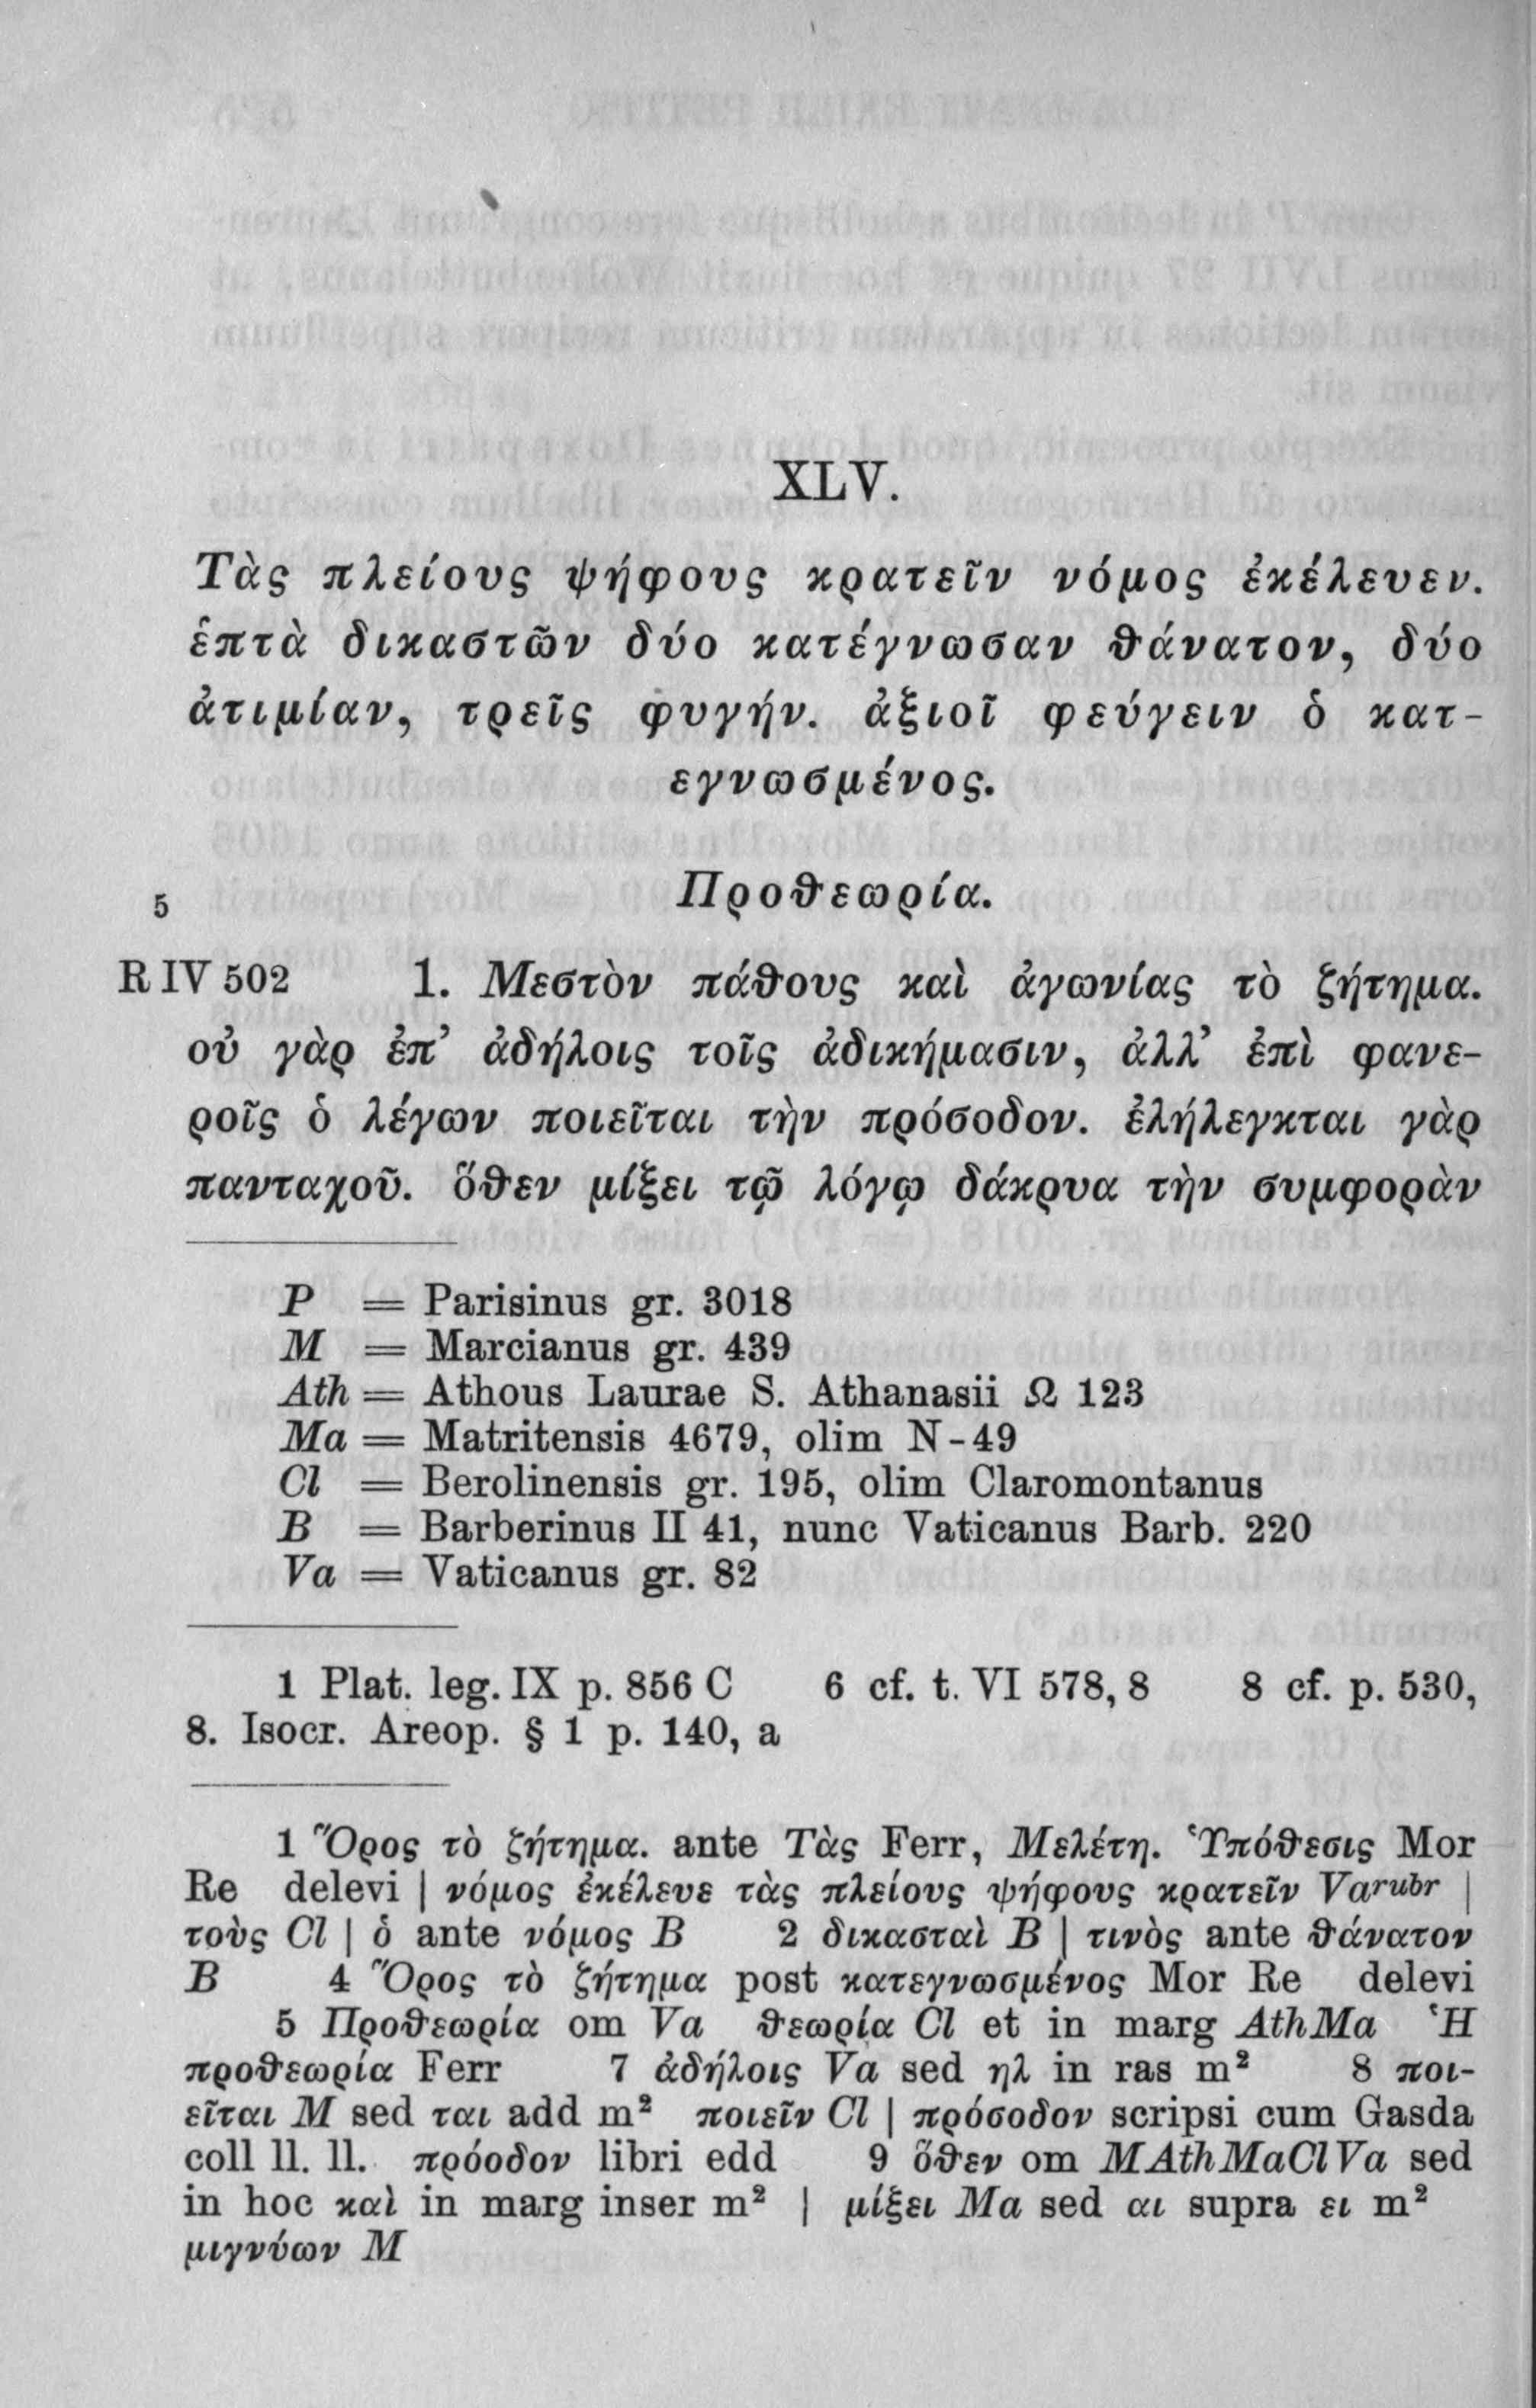 XLV.
Τὰς πλείους ψήφους κρατεῖν νόμος ἐκέλευεν.
ἑπτὰ δικαστῶν δύο κατέγνωσαν θάνατον, δύο
ἀτιμίαν, τρεῖς φυγήν. ἀξιοῖ φεύγειν ὁ κατ-
εγνωσμένος.
5 Προθεωρία.
R IV 502 1. Μεστὸν πάθους καὶ ἀγωνίας τὸ ζήτημα.
οὐ γὰρ ἐπ’ ἀδήλοις τοῖς ἀδικήμασιν, ἀλλ’ ἐπὶ φανε-
ροῖς ὁ λέγων ποιεῖται τὴν πρόσοδον. ἐλήλεγκται γὰρ
πανταχοῦ. ὅθεν μίξει τῷ λόγῳ δάκρυα τὴν συμφορὰν
P = Parisinus gr. 3018
M = Marcianus gr. 439
Ath = Athous Laurae S. Athanasii Ω 123
Ma = Matritensis 4679, olim N-49
Cl = Berolinensis gr. 195, olim Claromontanus
B = Barberinus II 41, nunc Vaticanus Barb. 220
Va = Vaticanus gr. 82
1 Plat. leg. IX p. 856 C 6 cf. t. VI 578, 8 8 cf. p. 530,
8. Isocr. Areop. § 1 p. 140, a
1 Ὅρος τὸ ζήτημα. ante Τὰς Ferr, Μελέτη. Ὑπόθεσις Mor
Re delevi | νόμος ἐκέλευε τὰς πλείους ψήφους κρατεῖν Varubr |
τοὺς Cl | ὁ ante νόμος B 2 δικασταὶ B | τινὸς ante θάνατον
B 4 Ὅρος τὸ ζήτημα post κατεγνωσμένος Mor Re delevi
5 Προθεωρία om Va θεωρία Cl et in marg AthMa Ἡ
προθεωρία Ferr 7 ἀδήλοις Va sed ηλ in ras m² 8 ποι-
εῖται M sed ται add m² ποιεῖν Cl | πρόσοδον scripsi cum Gasda
coll ll. ll. πρόοδον libri edd 9 ὅθεν om MAthMaClVa sed
in hoc καὶ in marg inser m² | μίξει Ma sed αι supra ει m²
μιγνύων M